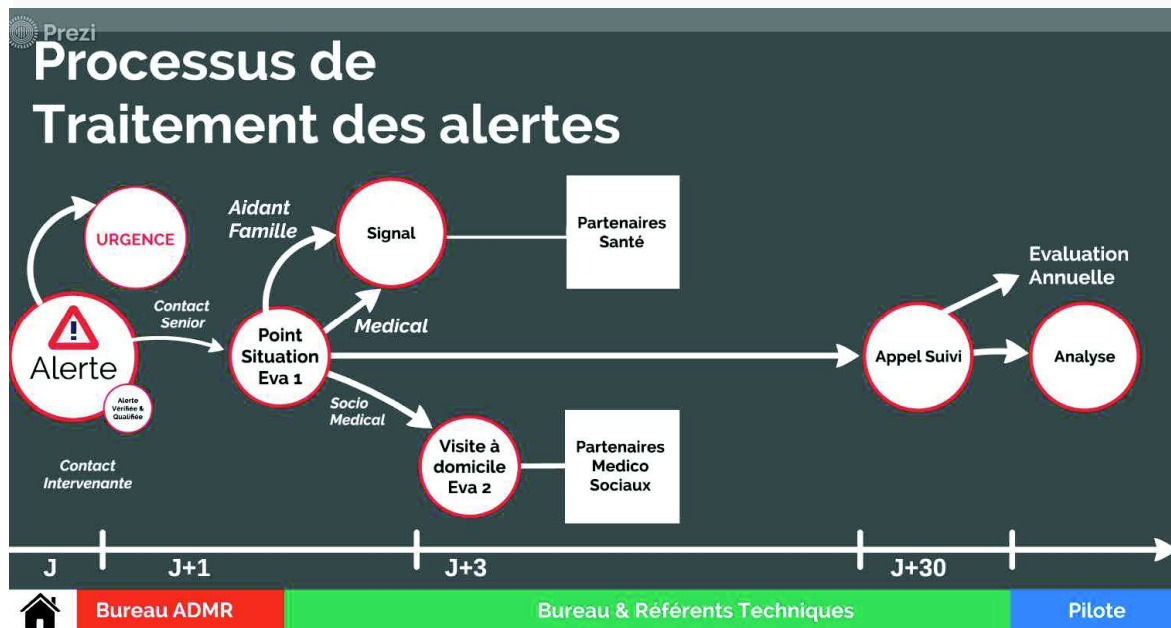 Prezi
Processus de
Traitement des alertes
URGENCE
Aidant
Famille
Signal
Partenaires
Santé
Evaluation
Annuelle
Contact
Senior
!
Alerte
Alerte
Vérifiée &
Qualifiée
Point
Situation
Eva 1
Medical
Appel Suivi
Analyse
Socio
Medical
Contact
Intervenante
Visite à
domicile
Eva 2
Partenaires
Medico
Sociaux
J
J+1
J+3
J+30
Bureau ADMR
Bureau & Référents Techniques
Pilote